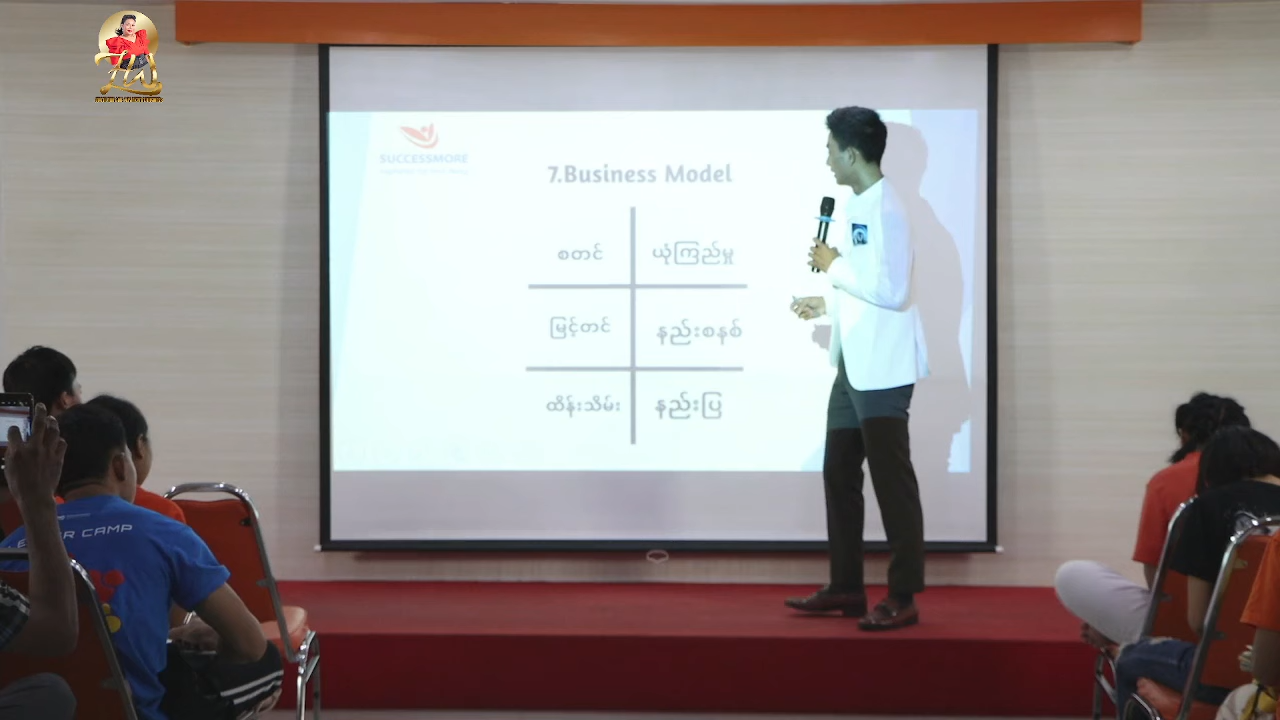 SUCCESSMORE
7.Business Model
စတင်
ယုံကြည်မှု
မြှင့်တင်
နည်းစနစ်
ထိန်းသိမ်း
နည်းပြ
CAMP